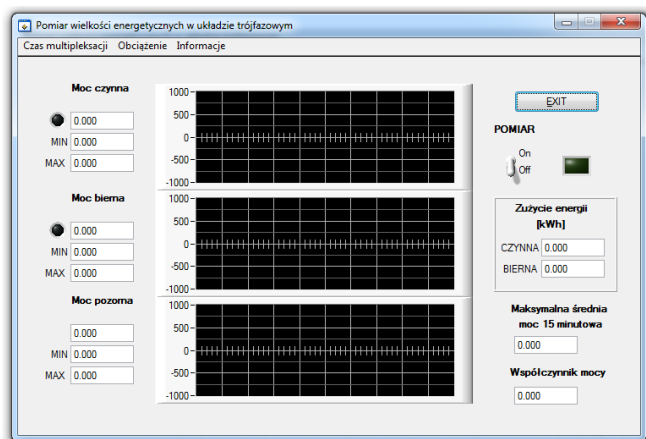 Pomiar wielkości energetycznych w układzie trójfazowym
Czas multipleksacji Obciążenie Informacje
Moc czynna
0.000
MIN 0.000
MAX 0.000
1000
500
0
-500
-1000
Moc bierna
0.000
MIN 0.000
MAX 0.000
1000
500
0
-500
-1000
Moc pozorna
0.000
MIN 0.000
MAX 0.000
1000
500
0
-500
-1000
EXIT
POMIAR
On
Off
Zużycie energii
[kWh]
CZYNNA 0.000
BIERNA 0.000
Maksymalna średnia
moc 15 minutowa
0.000
Współczynnik mocy
0.000